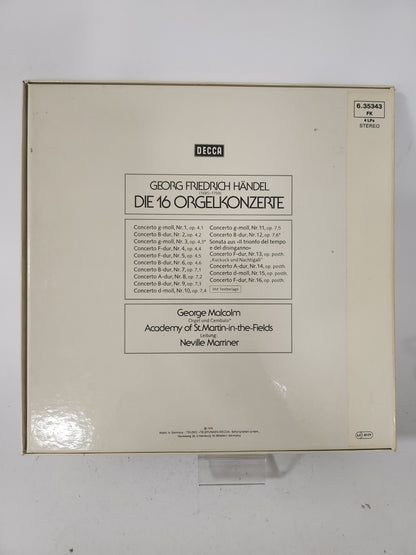 6.35343
FK
4 LPs
STEREO
DECCA
GEORG FRIEDRICH HÄNDEL
(1685-1759)
DIE 16 ORGELKONZERTE
Concerto g-moll, Nr. 1, op. 4,1
Concerto B-dur, Nr. 2, op. 4,2
Concerto g-moll, Nr. 3, op. 4,3*
Concerto F-dur, Nr. 4, op. 4,4
Concerto F-dur, Nr. 5, op. 4,5
Concerto B-dur, Nr. 6, op. 4,6
Concerto B-dur, Nr. 7, op. 7,1
Concerto A-dur, Nr. 8, op. 7,2
Concerto B-dur, Nr. 9, op. 7,3
Concerto d-moll, Nr. 10, op. 7,4
Concerto g-moll, Nr. 11, op. 7,5
Concerto B-dur, Nr. 12, op. 7,6*
Sonata aus »Il trionfo del tempo
e del disinganno«
Concerto F-dur, Nr. 13, op. posth.
„Kuckuck und Nachtigall“
Concerto A-dur, Nr. 14, op. posth.
Concerto d-moll, Nr. 15, op. posth.
Concerto F-dur, Nr. 16, op. posth.
Mit Textbeilage
George Malcolm
Orgel und Cembalo*
Academy of St. Martin-in-the-Fields
Leitung:
Neville Marriner
Made in Germany